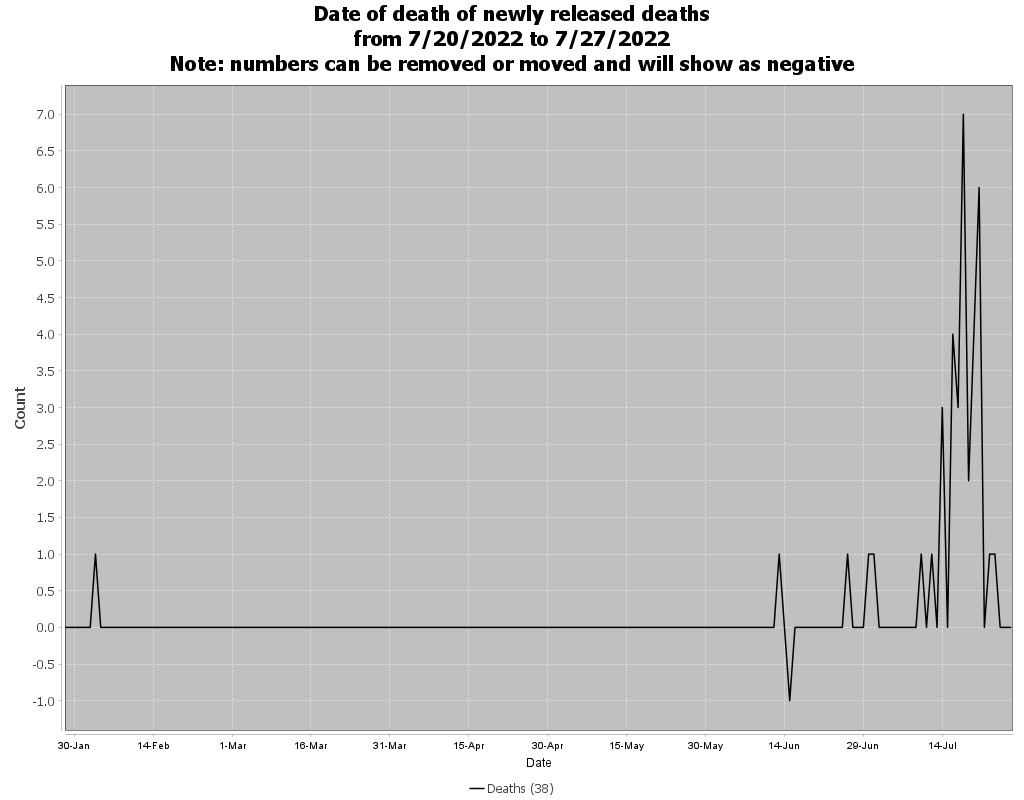 Date of death of newly released deaths
from 7/20/2022 to 7/27/2022
Note: numbers can be removed or moved and will show as negative
7.0
6.5
6.0
5.5
5.0
4.5
4.0
3.5
3.0
2.5
2.0
1.5
1.0
0.5
0.0
-0.5
-1.0
Count
30-Jan 14-Feb 1-Mar 16-Mar 31-Mar 15-Apr 30-Apr 15-May 30-May 14-Jun 29-Jun 14-Jul
Date
Deaths (38)